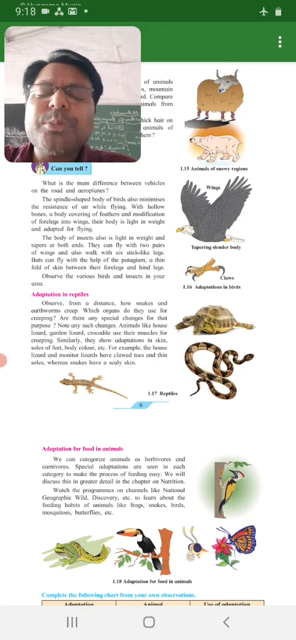 9:18
of animals
x, mountain
ed. Compare
nimals from
thick hair on
animals of
them?
1.15 Animals of snowy regions
Can you tell ?
What is the main difference between vehicles
on the road and aeroplanes?
The spindle-shaped body of birds also minimises
the resistance of air while flying. With hollow
bones, a body covering of feathers and modification
of forelegs into wings, their body is light in weight
and adapted for flying.
The body of insects also is light in weight and
tapers at both ends. They can fly with two pairs
of wings and also walk with six stick-like legs.
Bats can fly with the help of the patagium, a thin
fold of skin between their forelegs and hind legs.
Observe the various birds and insects in your
area.
Wings
Tapering slender body
Claws
1.16 Adaptations in birds
Adaptation in reptiles
Observe, from a distance, how snakes and
earthworms creep. Which organs do they use for
creeping? Are there any special changes for that
purpose ? Note any such changes. Animals like house
lizard, garden lizard, crocodile use their muscles for
creeping. Similarly, they show adaptations in skin,
soles of feet, body colour, etc. For example, the house
lizard and monitor lizards have clawed toes and thin
soles, whereas snakes have a scaly skin.
1.17 Reptiles
6
Adaptation for food in animals
We can categorize animals as herbivores and
carnivores. Special adaptations are seen in each
category to make the process of feeding easy. We will
discuss this in greater detail in the chapter on Nutrition.
Watch the programmes on channels like National
Geographic Wild, Discovery, etc. to learn about the
feeding habits of animals like frogs, snakes, birds,
mosquitoes, butterflies, etc.
1.18 Adaptation for food in animals
Complete the following chart from your own observations.
Adaptation Animal Use of adaptation